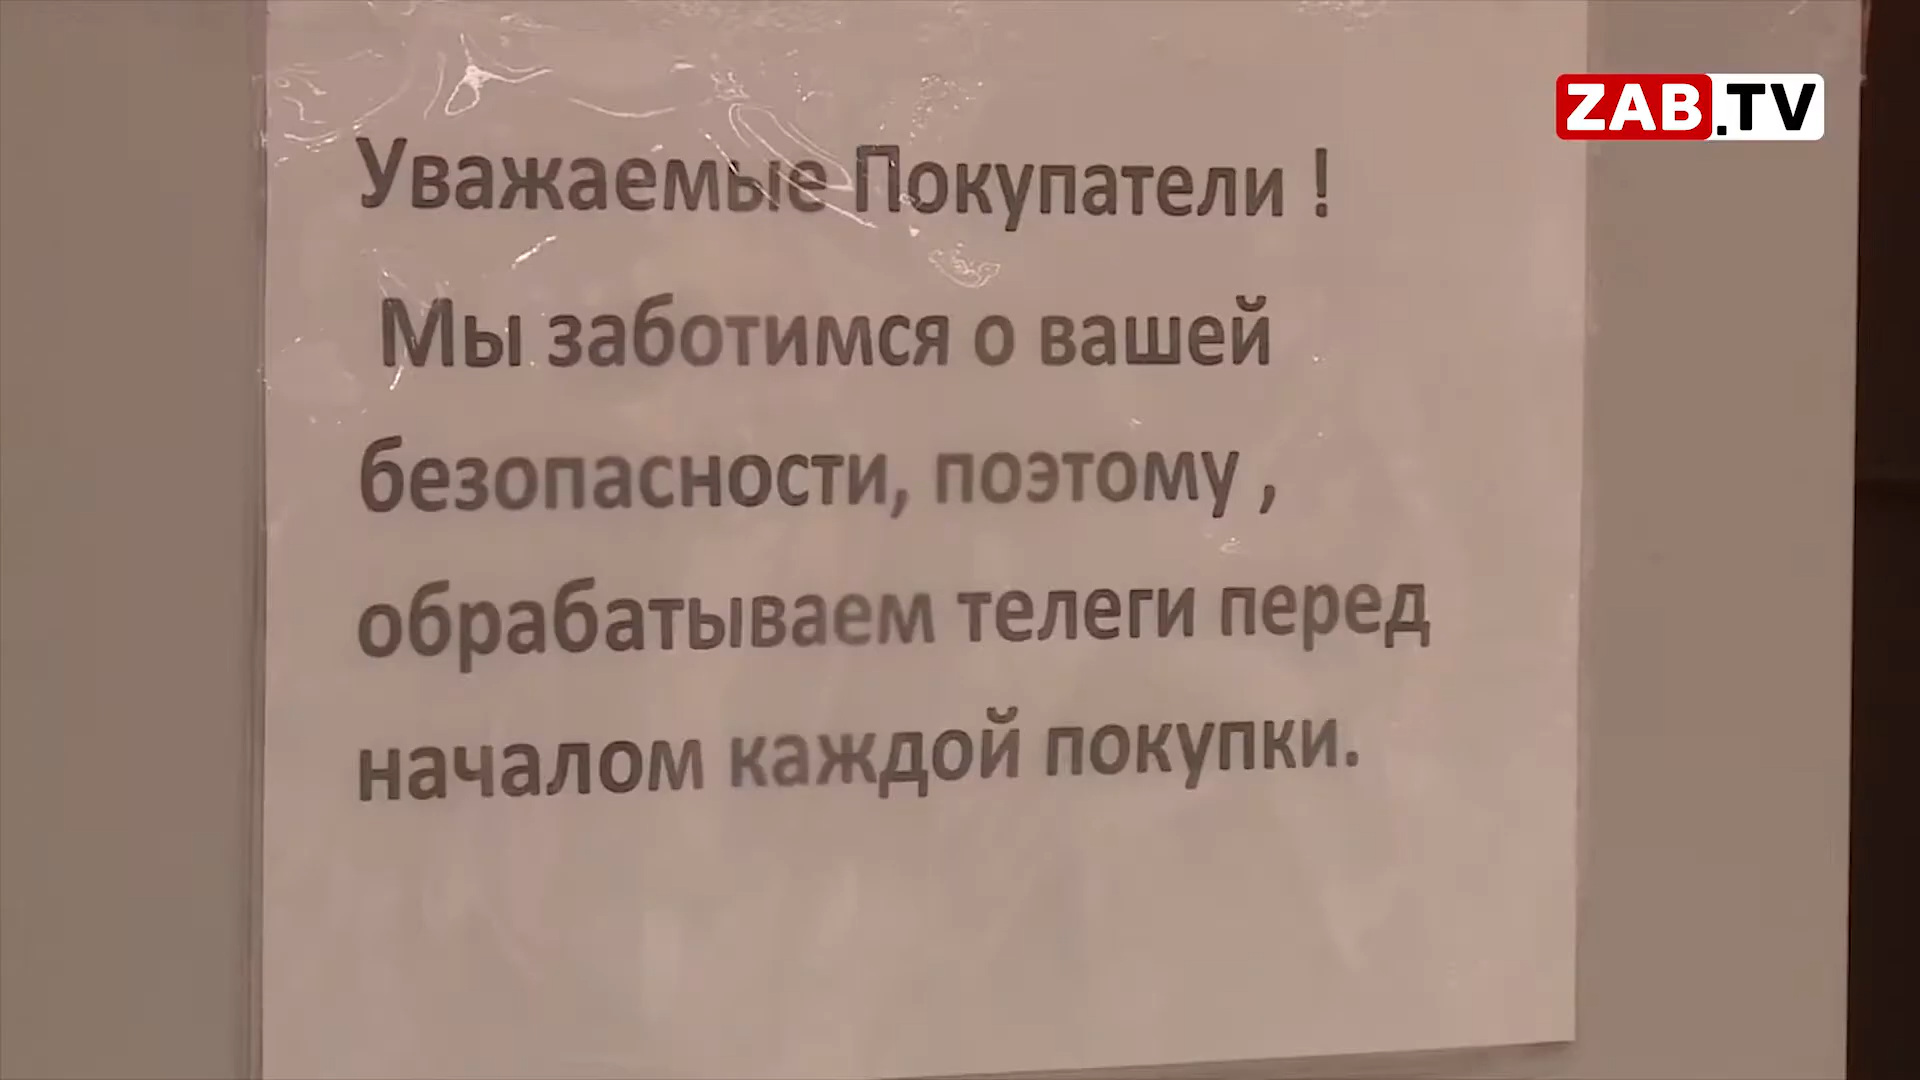 ZAB.TV
Уважаемые Покупатели !
Мы заботимся о вашей
безопасности, поэтому ,
обрабатываем телеги перед
началом каждой покупки.